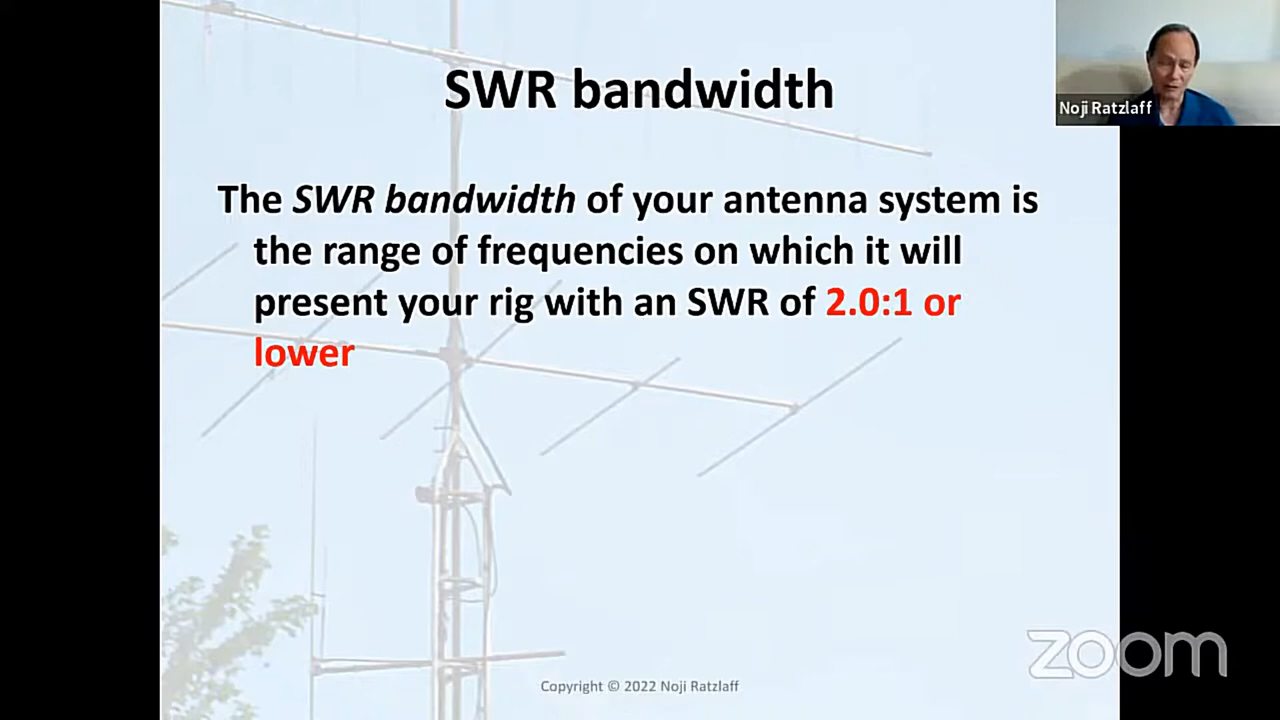 SWR bandwidth
Noji Ratzlaff
The SWR bandwidth of your antenna system is
the range of frequencies on which it will
present your rig with an SWR of 2.0:1 or
lower
zoom
Copyright © 2022 Noji Ratzlaff